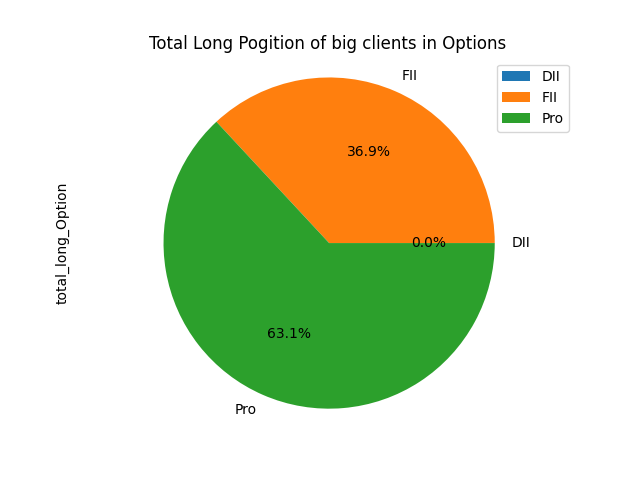 Total Long Pogition of big clients in Options
FII
DII
FII
Pro
36.9%
total_long_Option
0.0%
DII
63.1%
Pro